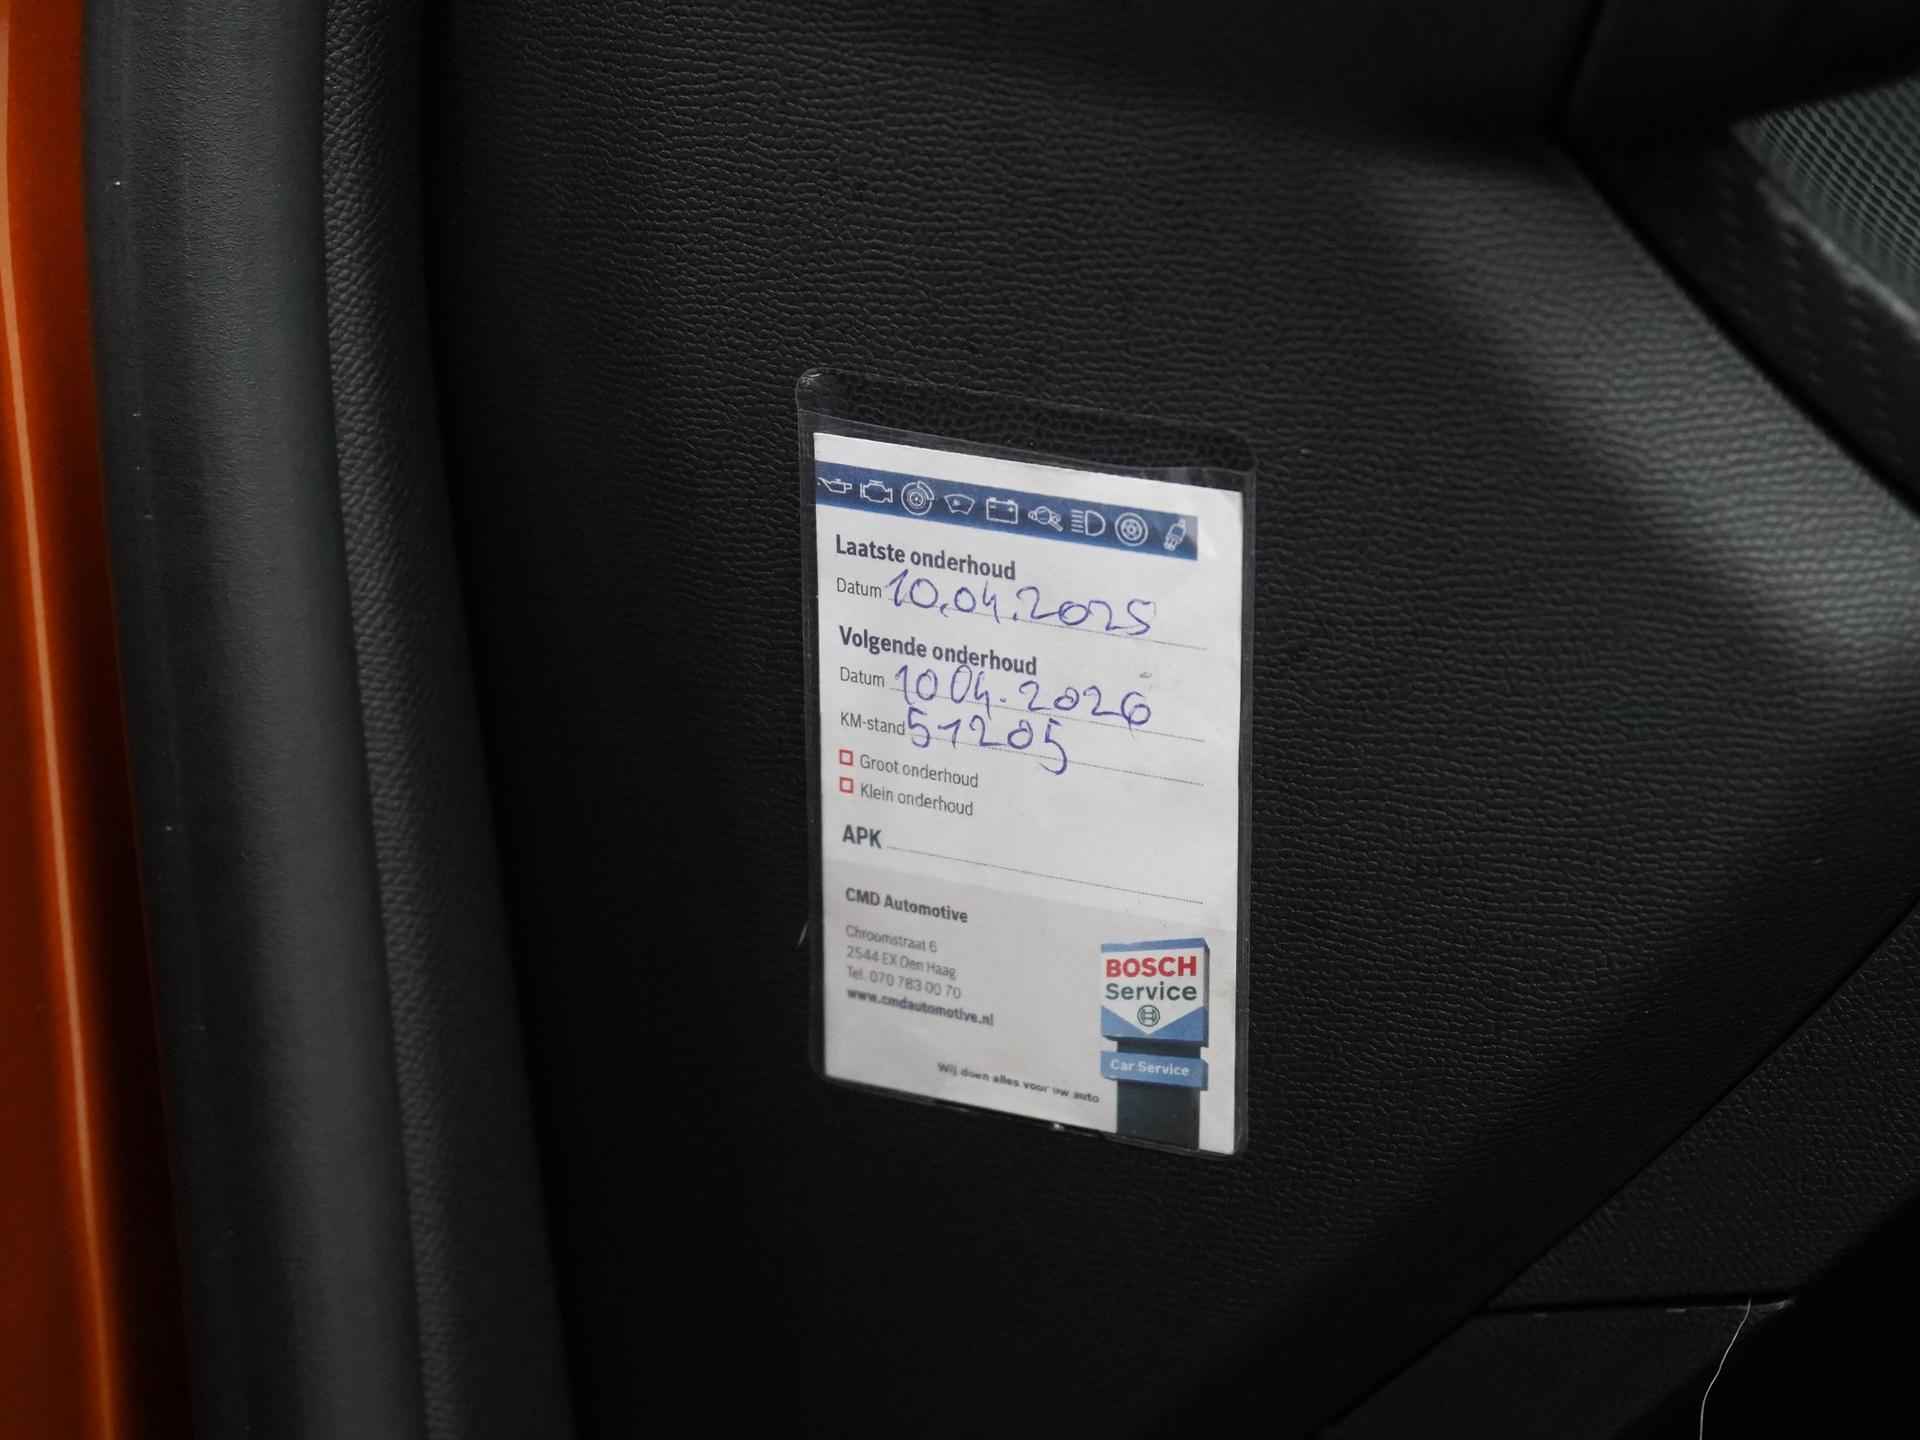 Laatste onderhoud
Datum 10.04.2025
Volgende onderhoud
Datum 10 04.2026
KM-stand 51205
Groot onderhoud
Klein onderhoud
APK
CMD Automotive
Chroomstraat 6
2544 EX Den Haag
Tel. 070 783 00 70
www.cmdautomotive.nl
BOSCH
Service
Car Service
Wij doen alles voor uw auto